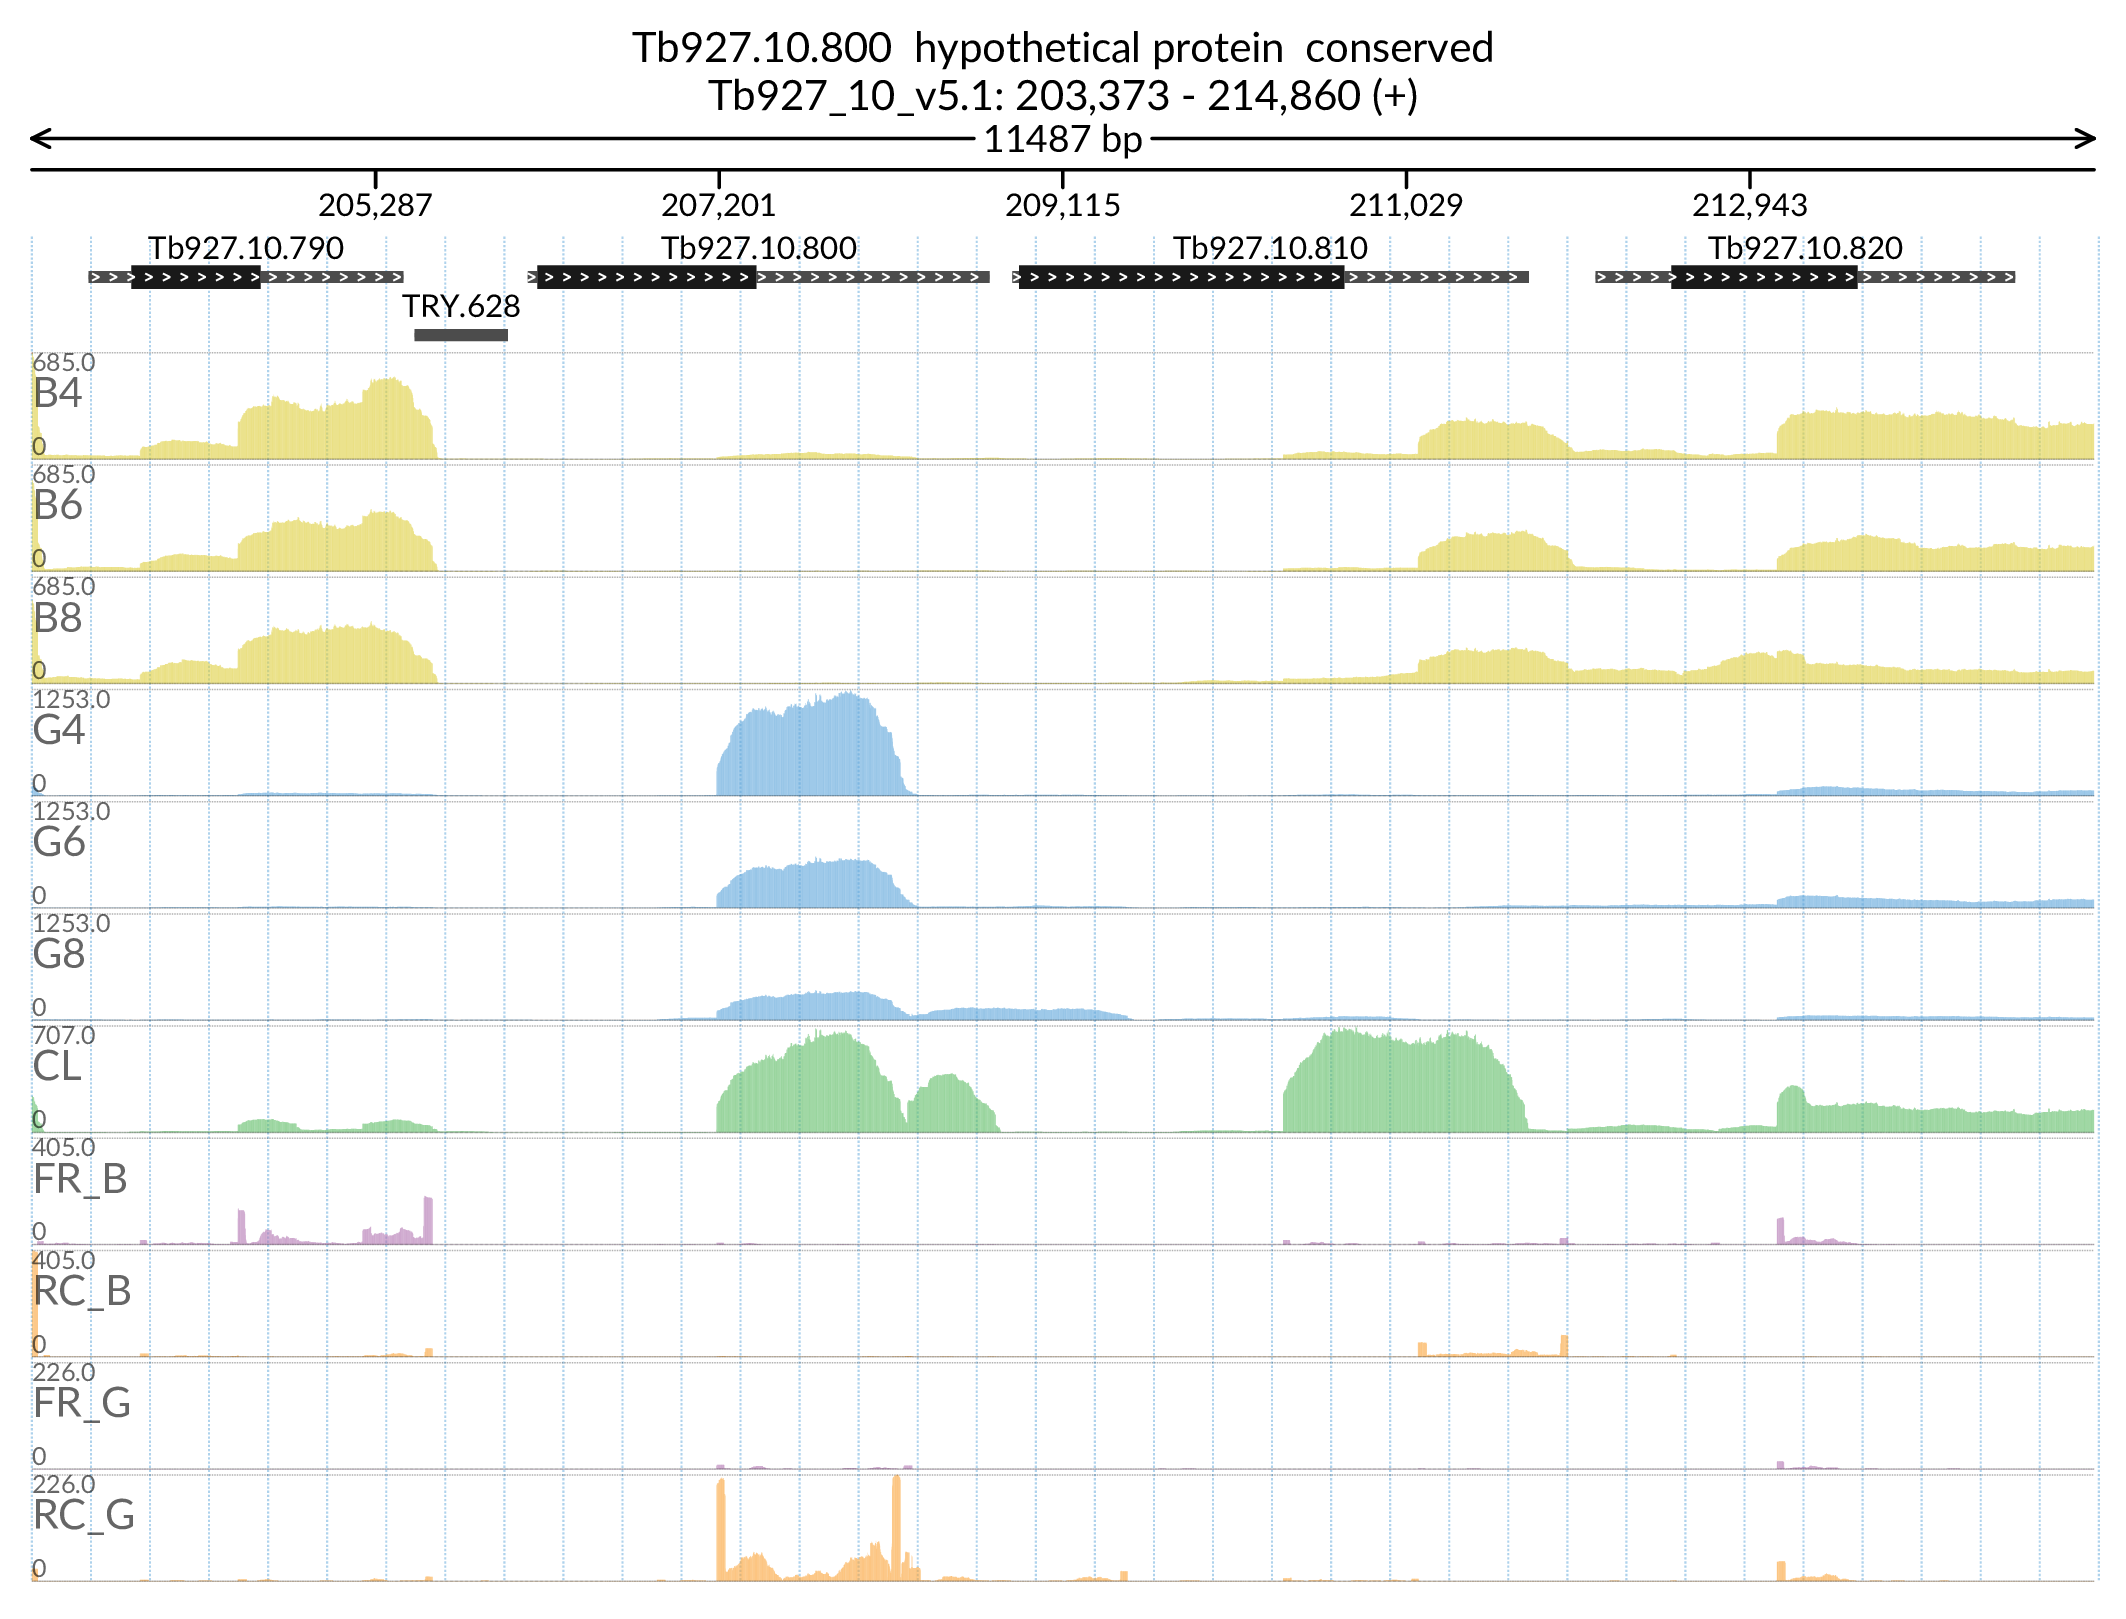 Tb927.10.800  hypothetical protein  conserved
Tb927_10_v5.1: 203,373 - 214,860 (+)
11487 bp
205,287 207,201 209,115 211,029 212,943
Tb927.10.790 Tb927.10.800 Tb927.10.810 Tb927.10.820
TRY.628
685.0
B4
0
685.0
B6
0
685.0
B8
0
1253.0
G4
0
1253.0
G6
0
1253.0
G8
0
707.0
CL
0
405.0
FR_B
0
405.0
RC_B
0
226.0
FR_G
0
226.0
RC_G
0